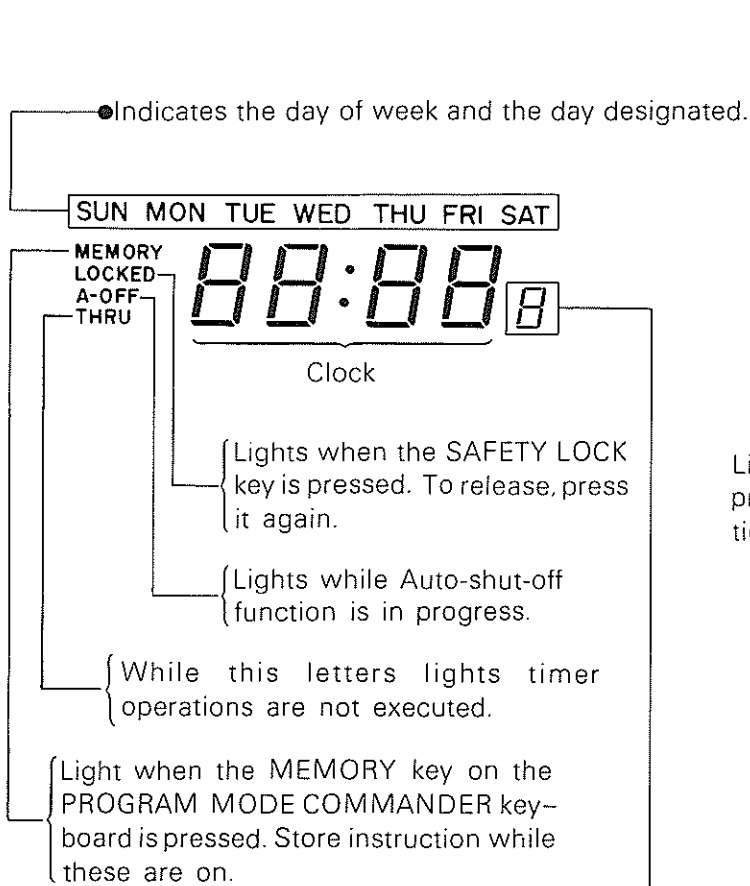 ●Indicates the day of week and the day designated.
SUN MON TUE WED THU FRI SAT
MEMORY
LOCKED
A-OFF
THRU
88:88
8
Clock
Lights when the SAFETY LOCK
key is pressed. To release, press
it again.
Lights while Auto-shut-off
function is in progress.
While this letters lights timer
operations are not executed.
Light when the MEMORY key on the
PROGRAM MODE COMMANDER key-
board is pressed. Store instruction while
these are on.